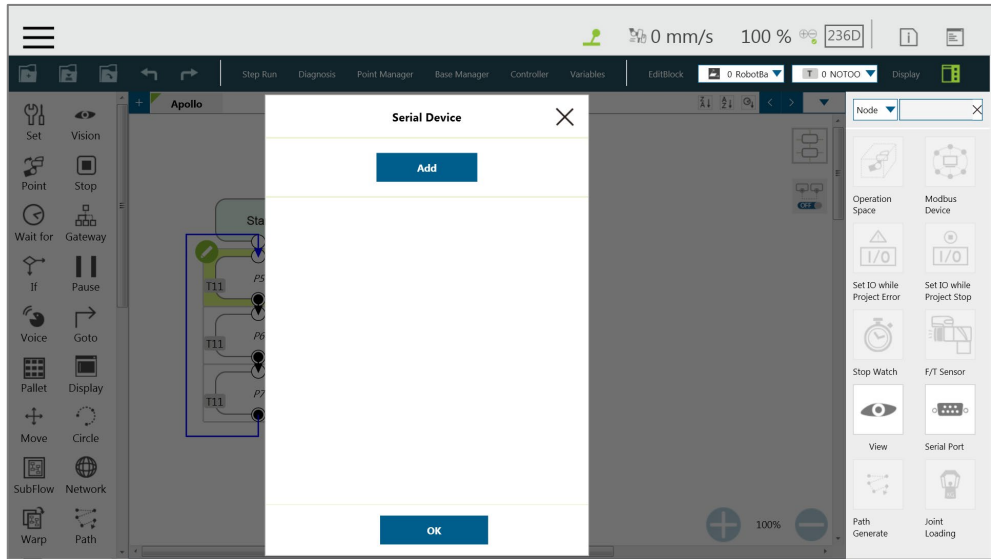 0 mm/s 100 % 236D
Step Run Diagnosis Point Manager Base Manager Controller Variables EditBlock 0 RobotBa T 0 NOTOO Display
+ Apollo
Set Vision
Point Stop
Wait for Gateway
If Pause
Voice Goto
Pallet Display
Move Circle
SubFlow Network
Warp Path
Sta
T11 P5
T11 P6
T11 P7
Serial Device
Add
OK
OFF
100%
Node
Operation
Space
Modbus
Device
I/O
I/O
Set IO while
Project Error
Set IO while
Project Stop
Stop Watch
F/T Sensor
View
Serial Port
Path
Generate
Joint
Loading